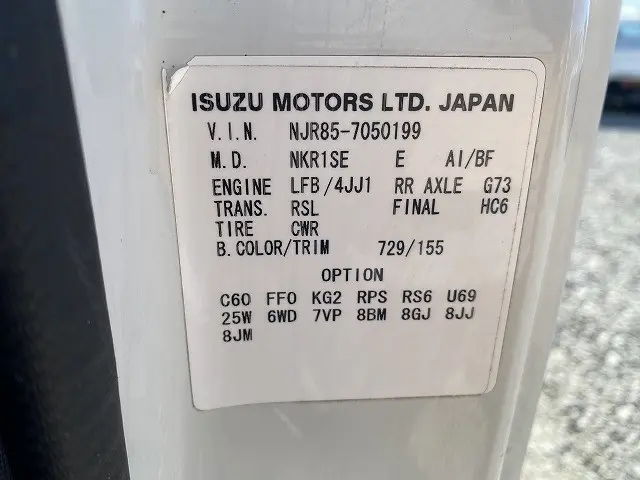 ISUZU MOTORS LTD. JAPAN
V.I.N. NJR85-7050199
M.D. NKR1SE E AI/BF
ENGINE LFB/4JJ1 RR AXLE G73
TRANS. RSL FINAL HC6
TIRE CWR
B.COLOR/TRIM 729/155
OPTION
C60 FF0 KG2 RPS RS6 U69
25W 6WD 7VP 8BM 8GJ 8JJ
8JM